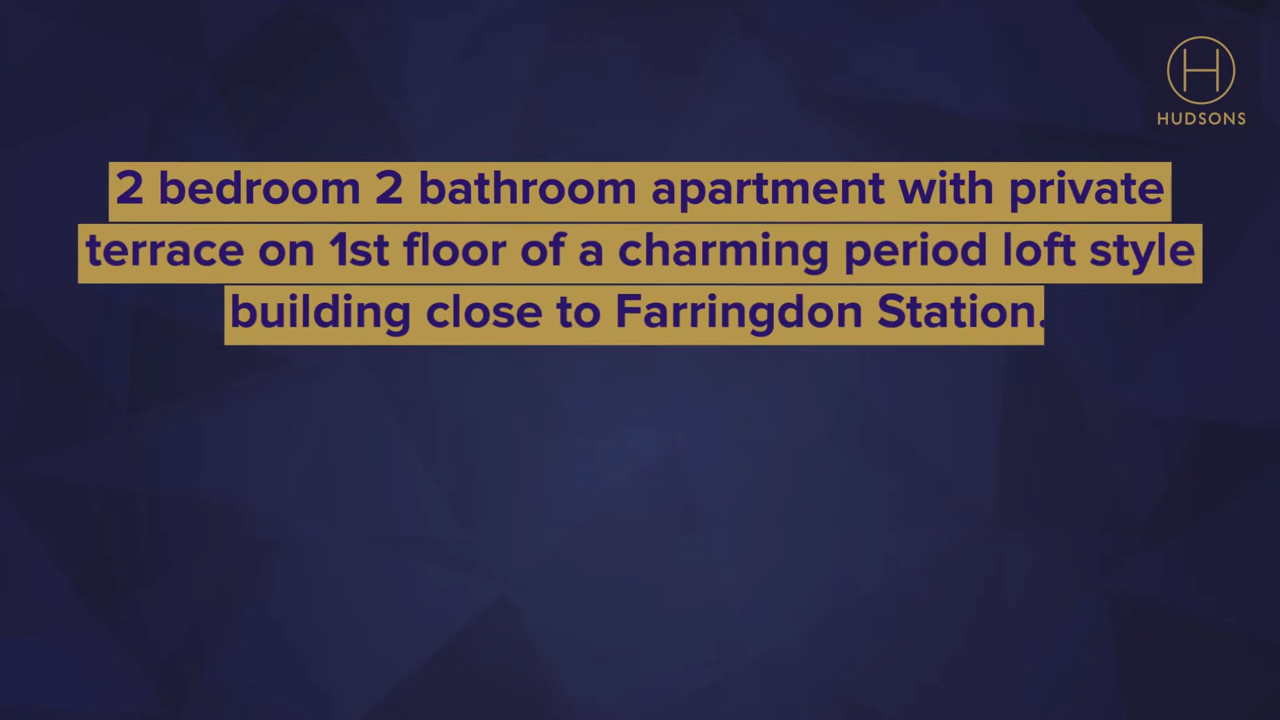 H
HUDSONS
2 bedroom 2 bathroom apartment with private
terrace on 1st floor of a charming period loft style
building close to Farringdon Station.